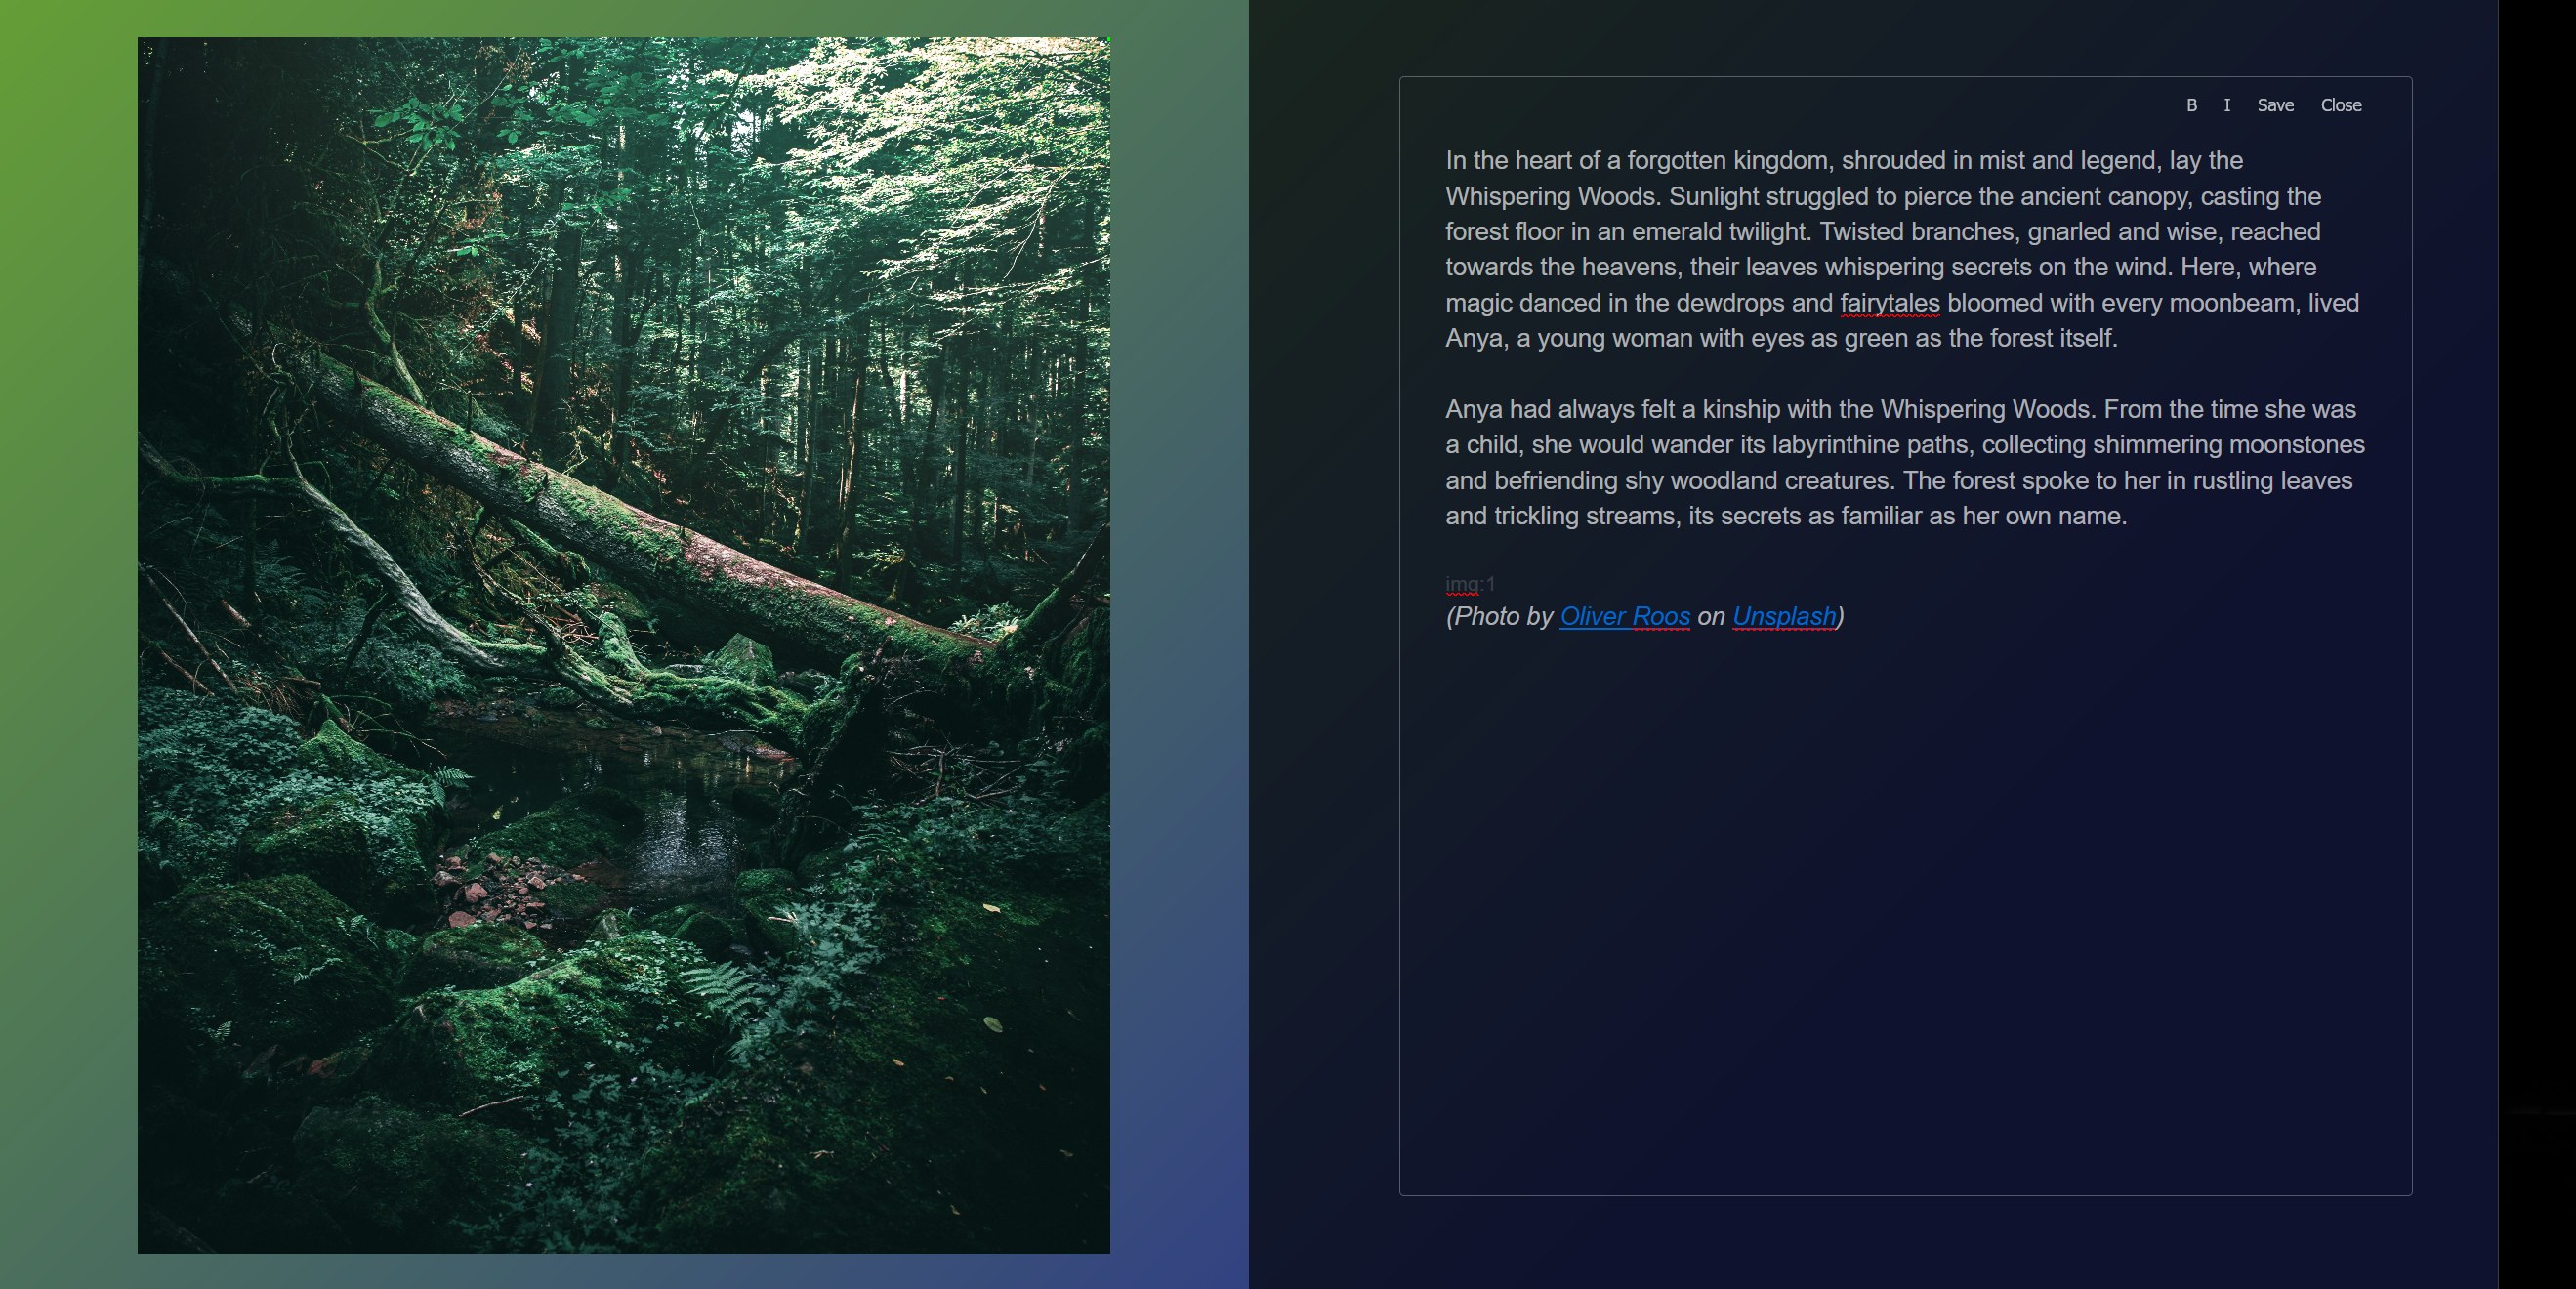 B I Save Close
In the heart of a forgotten kingdom, shrouded in mist and legend, lay the
Whispering Woods. Sunlight struggled to pierce the ancient canopy, casting the
forest floor in an emerald twilight. Twisted branches, gnarled and wise, reached
towards the heavens, their leaves whispering secrets on the wind. Here, where
magic danced in the dewdrops and fairytales bloomed with every moonbeam, lived
Anya, a young woman with eyes as green as the forest itself.
Anya had always felt a kinship with the Whispering Woods. From the time she was
a child, she would wander its labyrinthine paths, collecting shimmering moonstones
and befriending shy woodland creatures. The forest spoke to her in rustling leaves
and trickling streams, its secrets as familiar as her own name.
img:1
(Photo by Oliver Roos on Unsplash)